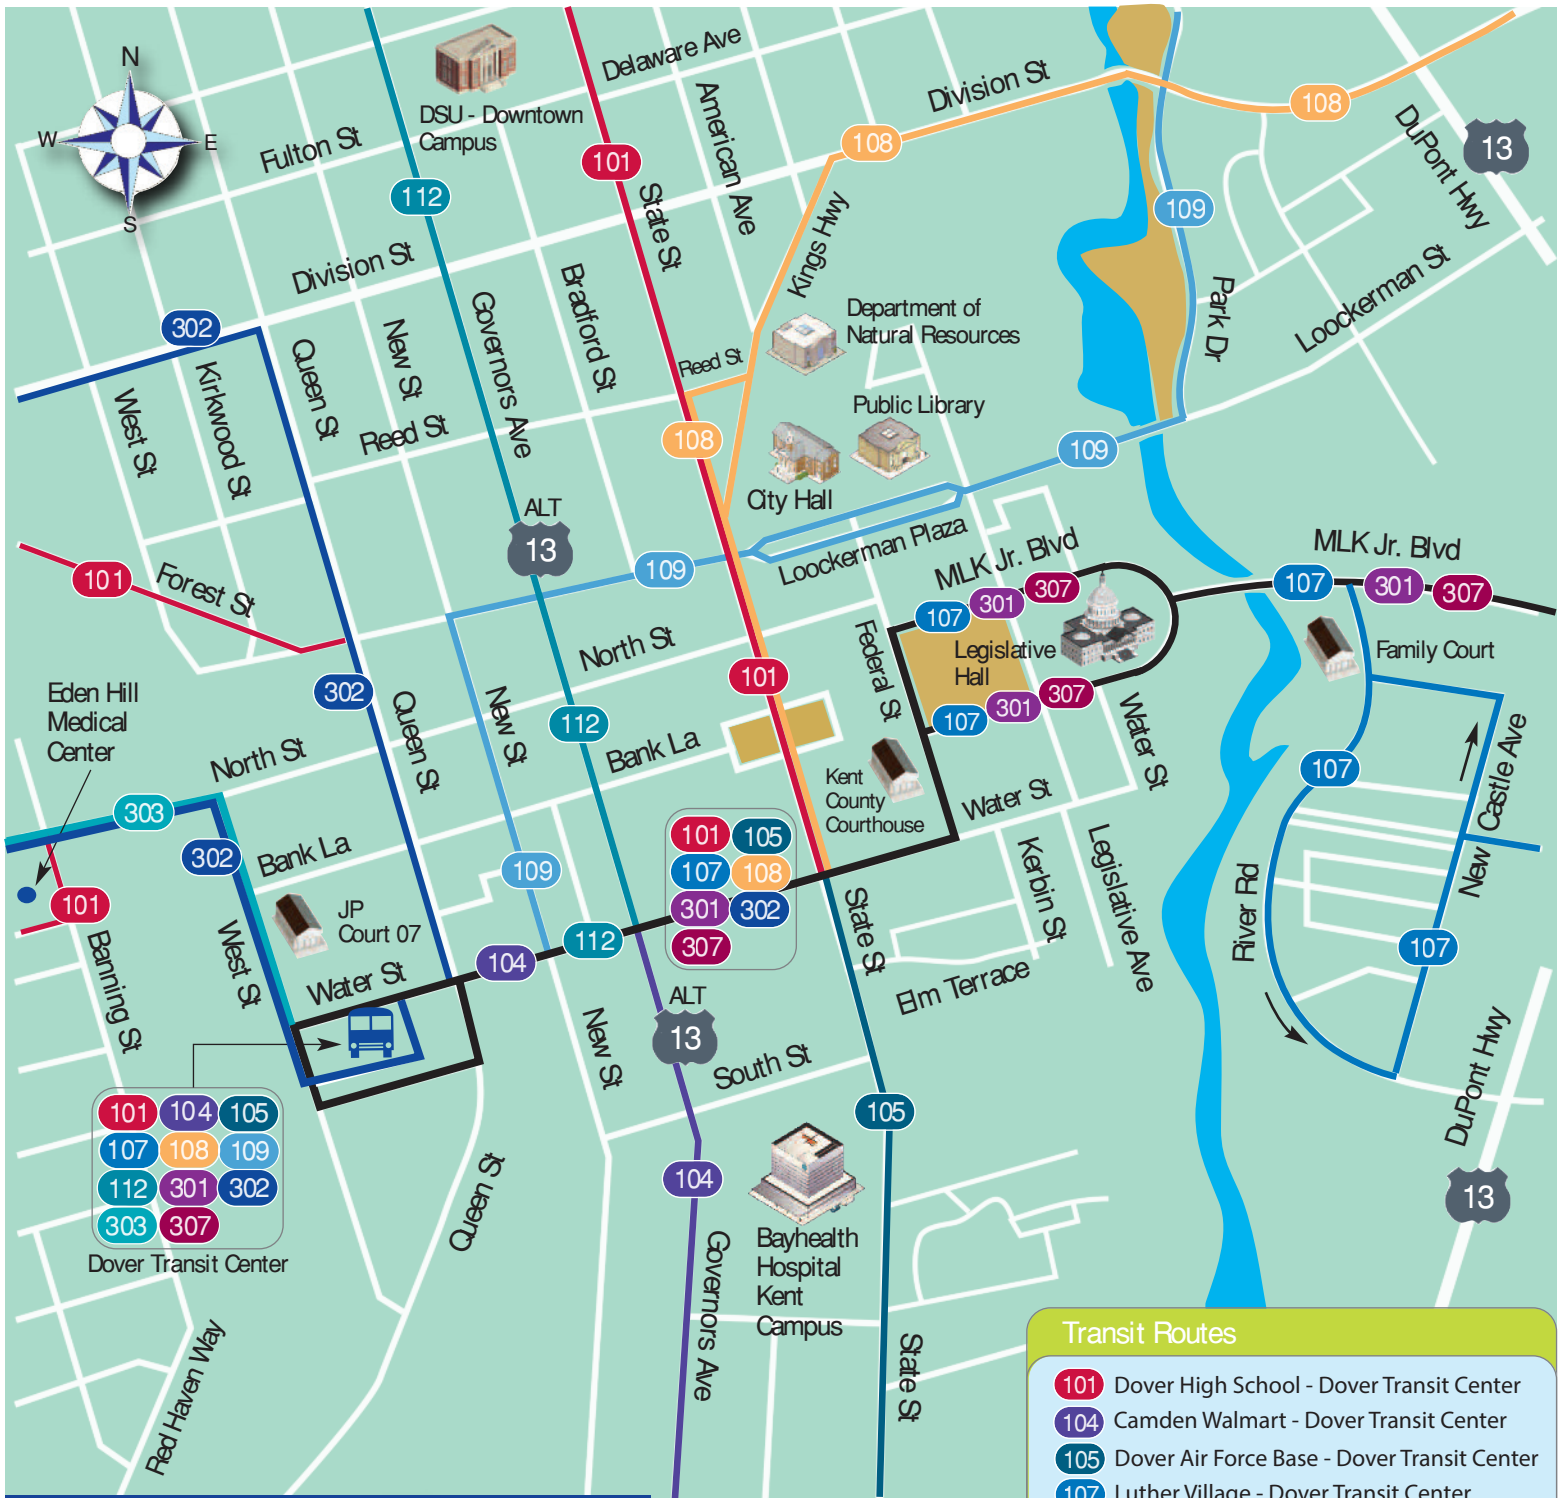 N
W
E
S
DSU - Downtown
Campus
Delaware Ave
American Ave
Division St
108
108
DuPont Hwy
13
Fulton St
112
101
State St
Kings Hwy
109
Park Dr
Loockerman St
Division St
302
Kirkwood St
West St
Queen St
New St
Governors Ave
Bradford St
Reed St
Reed St
108
Department of
Natural Resources
Public Library
City Hall
109
ALT
13
109
Loockerman Plaza
MLK Jr. Blvd
107
301
307
MLK Jr. Blvd
107
301
307
101
Forest St
302
North St
101
Federal St
Legislative
Hall
107
301
307
Water St
Family Court
Eden Hill
Medical
Center
North St
Queen St
New St
112
Bank La
Kent
County
Courthouse
Water St
107
Castle Ave
New
River Rd
107
303
302
Bank La
101
JP
Court 07
West St
Banning St
Water St
104
109
112
101
105
107
108
301
302
307
State St
Kerbin St
Legislative Ave
Elm Terrace
ALT
13
New St
South St
105
DuPont Hwy
13
101
104
105
107
108
109
112
301
302
303
307
Dover Transit Center
Queen St
Red Haven Way
104
Governors Ave
Bayhealth
Hospital
Kent
Campus
State St
Transit Routes
101 Dover High School - Dover Transit Center
104 Camden Walmart - Dover Transit Center
105 Dover Air Force Base - Dover Transit Center
107 Luther Village - Dover Transit Center